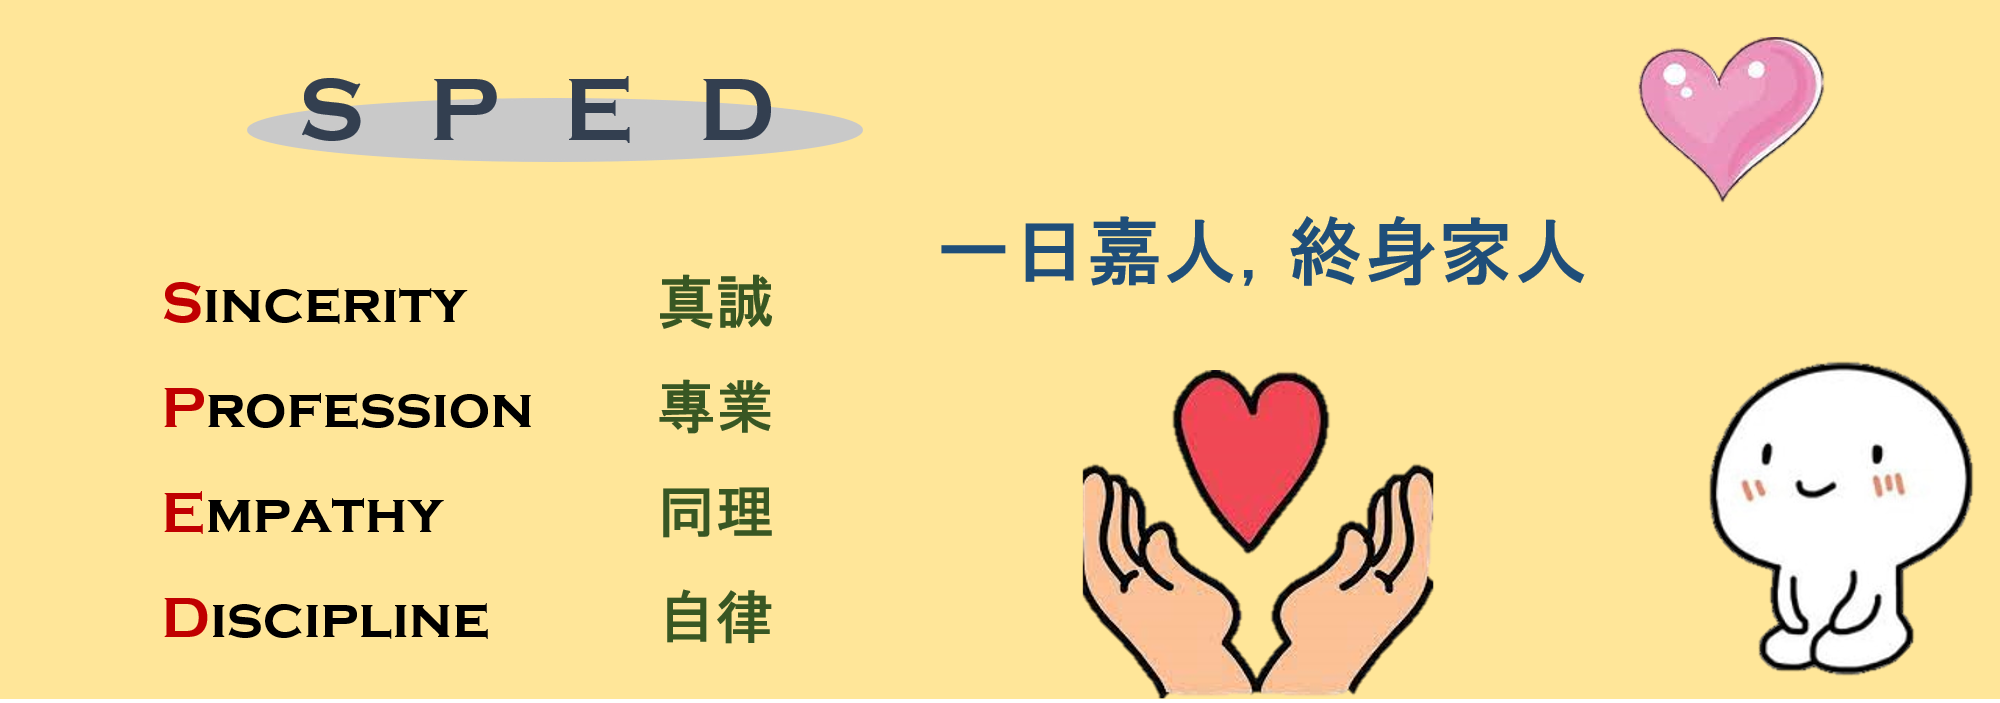 S P E D
一日嘉人, 終身家人
SINCERITY 真誠
PROFESSION 專業
EMPATHY 同理
DISCIPLINE 自律